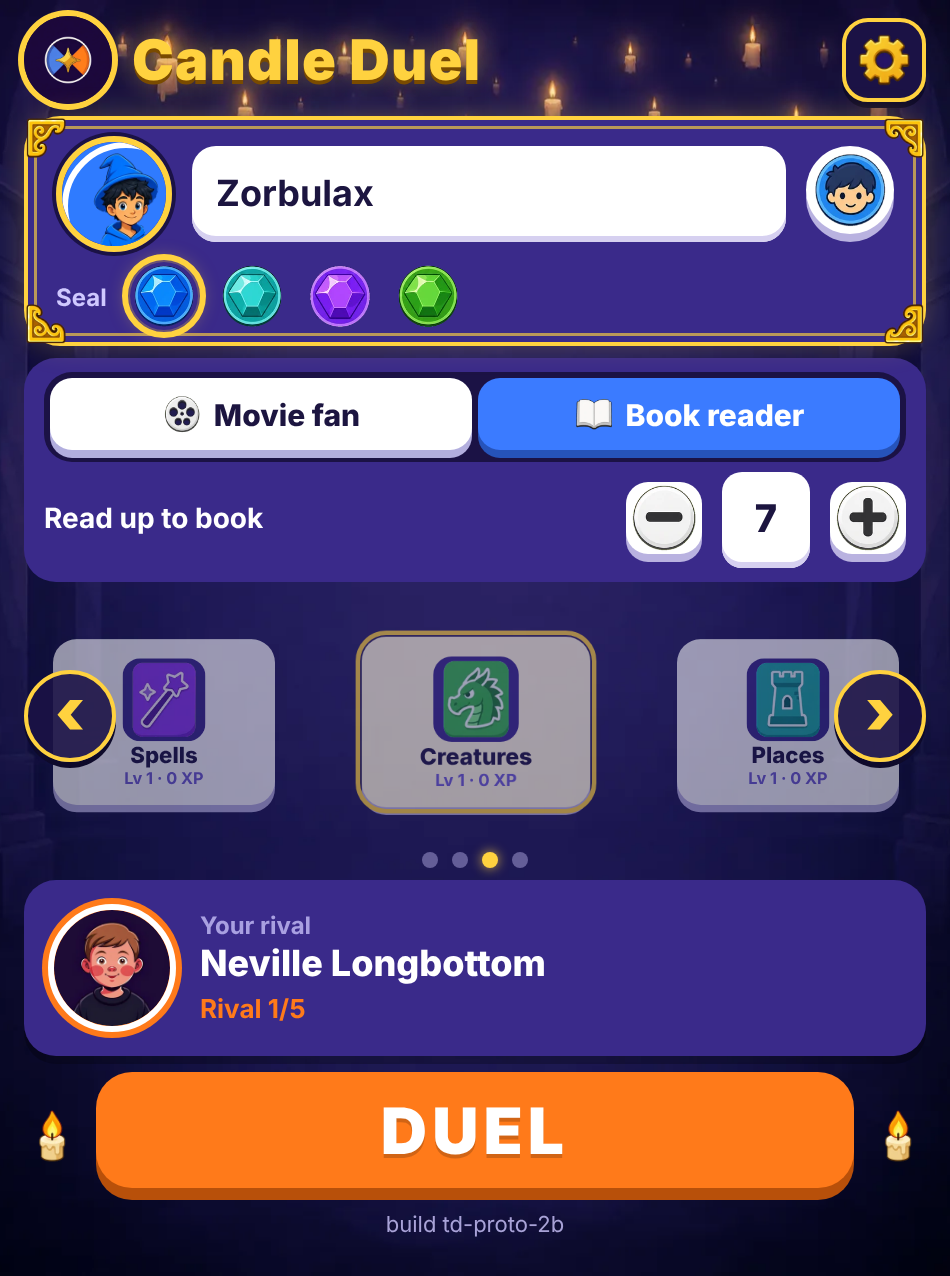 Candle Duel
Zorbulax
Seal
Movie fan
Book reader
Read up to book
7
Spells
Lv 1 · 0 XP
Creatures
Lv 1 · 0 XP
Places
Lv 1 · 0 XP
Your rival
Neville Longbottom
Rival 1/5
DUEL
build td-proto-2b